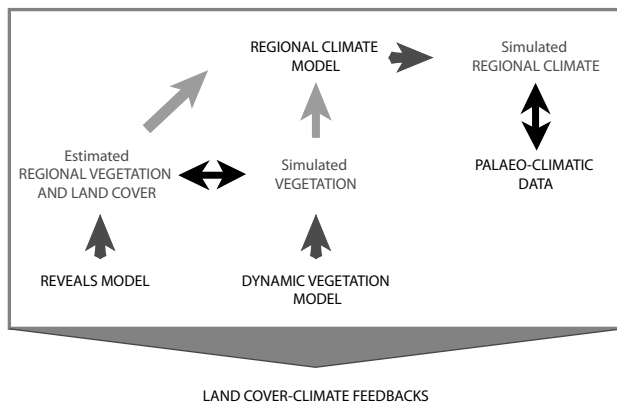 REGIONAL CLIMATE
MODEL
Simulated
REGIONAL CLIMATE
Estimated
REGIONAL VEGETATION
AND LAND COVER
Simulated
VEGETATION
PALAEO-CLIMATIC
DATA
REVEALS MODEL
DYNAMIC VEGETATION
MODEL
LAND COVER-CLIMATE FEEDBACKS